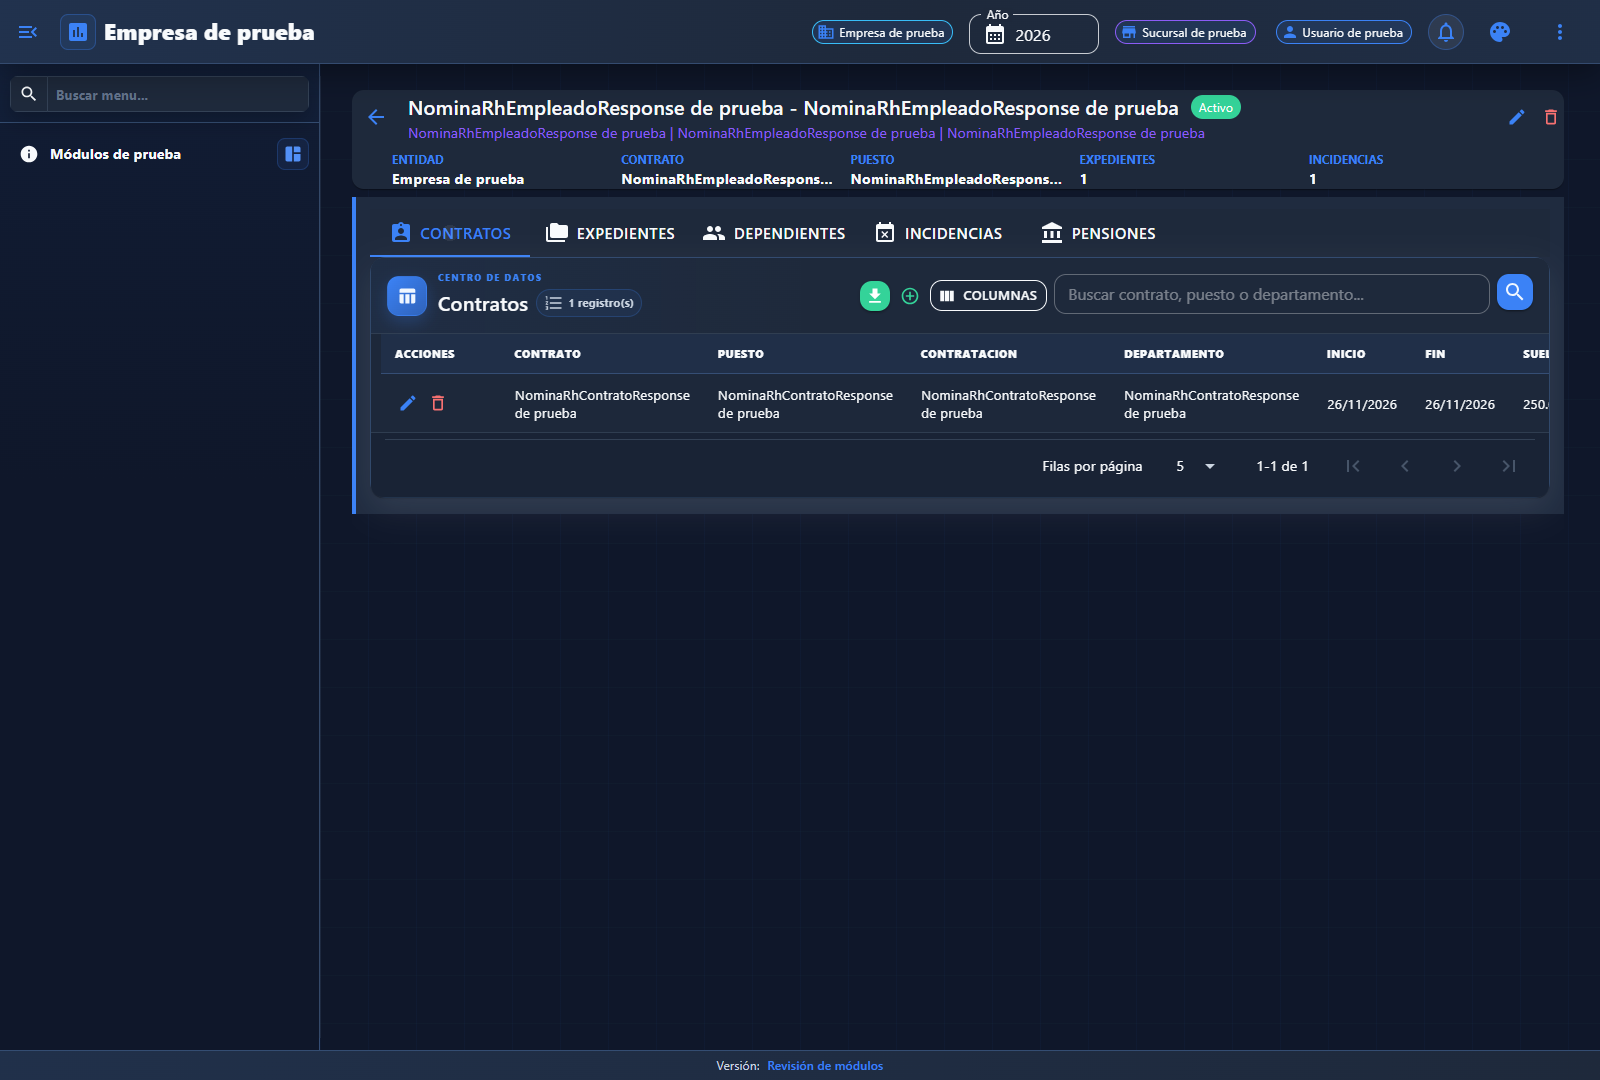 Empresa de prueba
Empresa de prueba
Año
2026
Sucursal de prueba
Usuario de prueba
Buscar menu...
Módulos de prueba
NominaRhEmpleadoResponse de prueba - NominaRhEmpleadoResponse de prueba
Activo
NominaRhEmpleadoResponse de prueba | NominaRhEmpleadoResponse de prueba | NominaRhEmpleadoResponse de prueba
ENTIDAD CONTRATO PUESTO EXPEDIENTES INCIDENCIAS
Empresa de prueba NominaRhEmpleadoRespons... NominaRhEmpleadoRespons... 1 1
CONTRATOS EXPEDIENTES DEPENDIENTES INCIDENCIAS PENSIONES
CENTRO DE DATOS
Contratos 1 registro(s)
COLUMNAS
Buscar contrato, puesto o departamento...
ACCIONES CONTRATO PUESTO CONTRATACION DEPARTAMENTO INICIO FIN SUEL
NominaRhContratoResponse NominaRhContratoResponse NominaRhContratoResponse NominaRhContratoResponse
de prueba de prueba de prueba de prueba
26/11/2026 26/11/2026 250.
Filas por página 5 1-1 de 1
Versión: Revisión de módulos